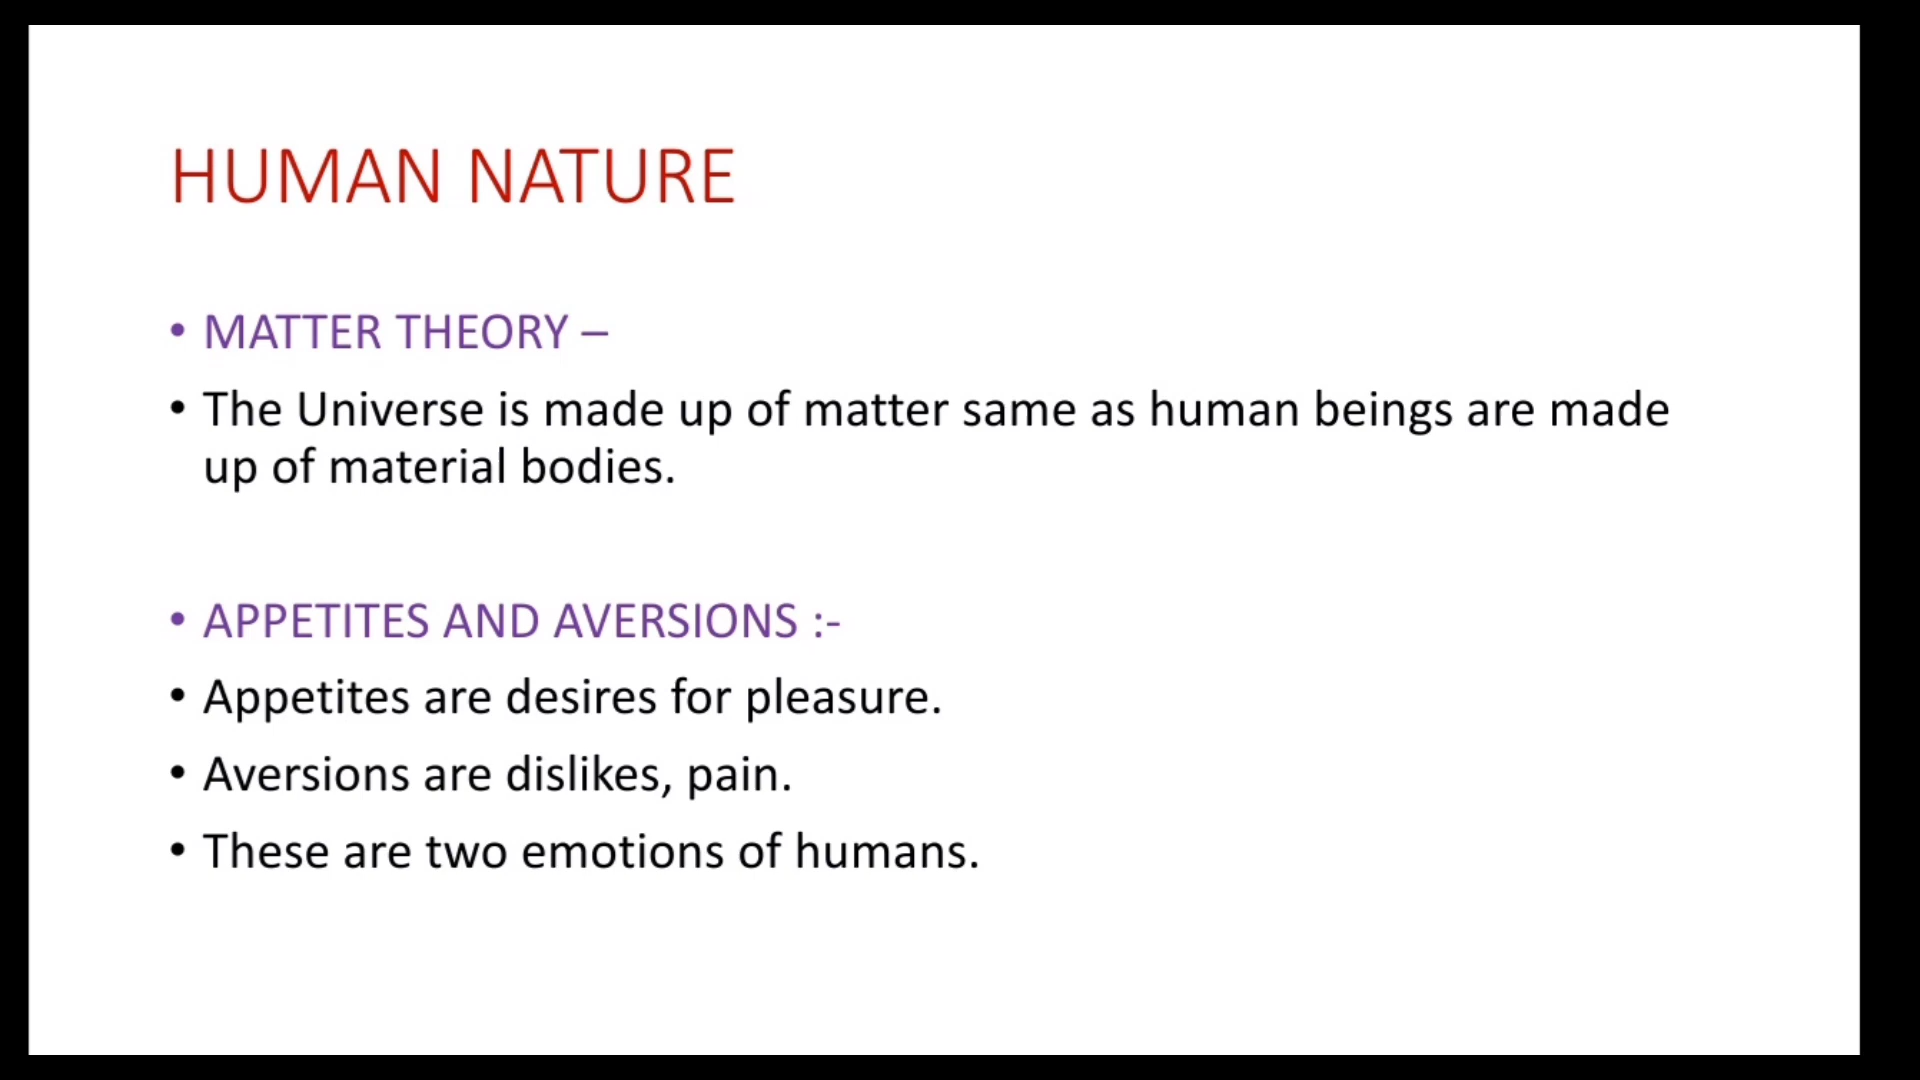 HUMAN NATURE
• MATTER THEORY –
• The Universe is made up of matter same as human beings are made
up of material bodies.
• APPETITES AND AVERSIONS :-
• Appetites are desires for pleasure.
• Aversions are dislikes, pain.
• These are two emotions of humans.